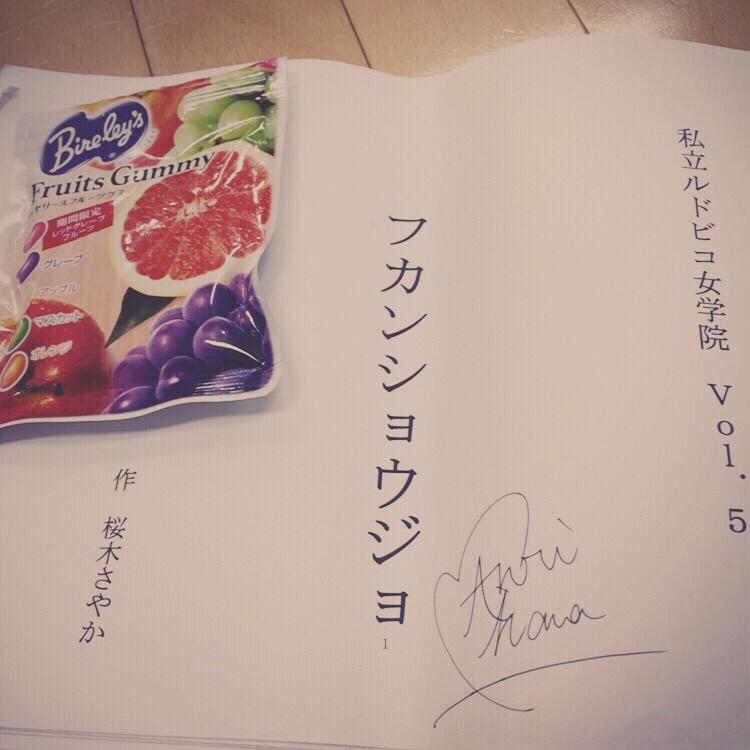 私立ルドビコ女学院 Vol. 5
フカンショウジョ
作 桜木さやか
1
Bireley's
Fruits Gummy
バヤリースフルーツグミ
期間限定
レッドグレープ
フルーツ
グレープ
アップル
マスカット
オレンジ
Anri